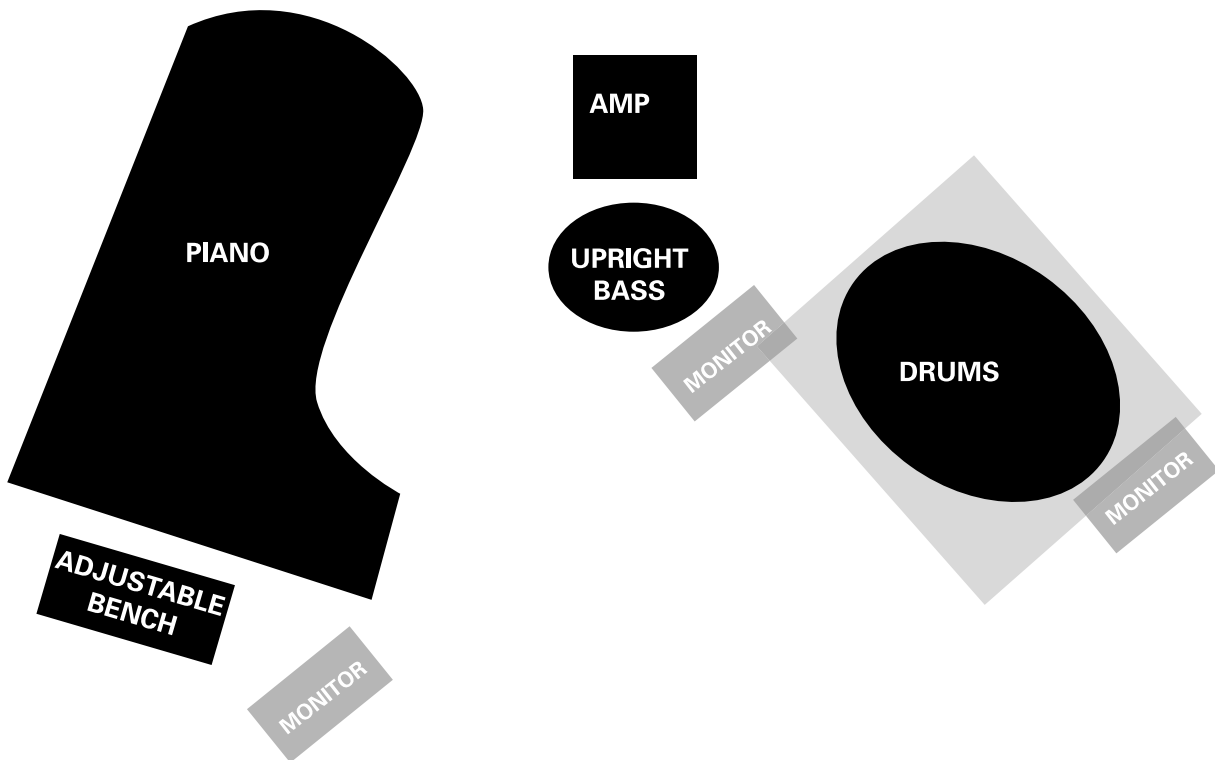 AMP
PIANO
UPRIGHT
BASS
MONITOR
DRUMS
MONITOR
ADJUSTABLE
BENCH
MONITOR